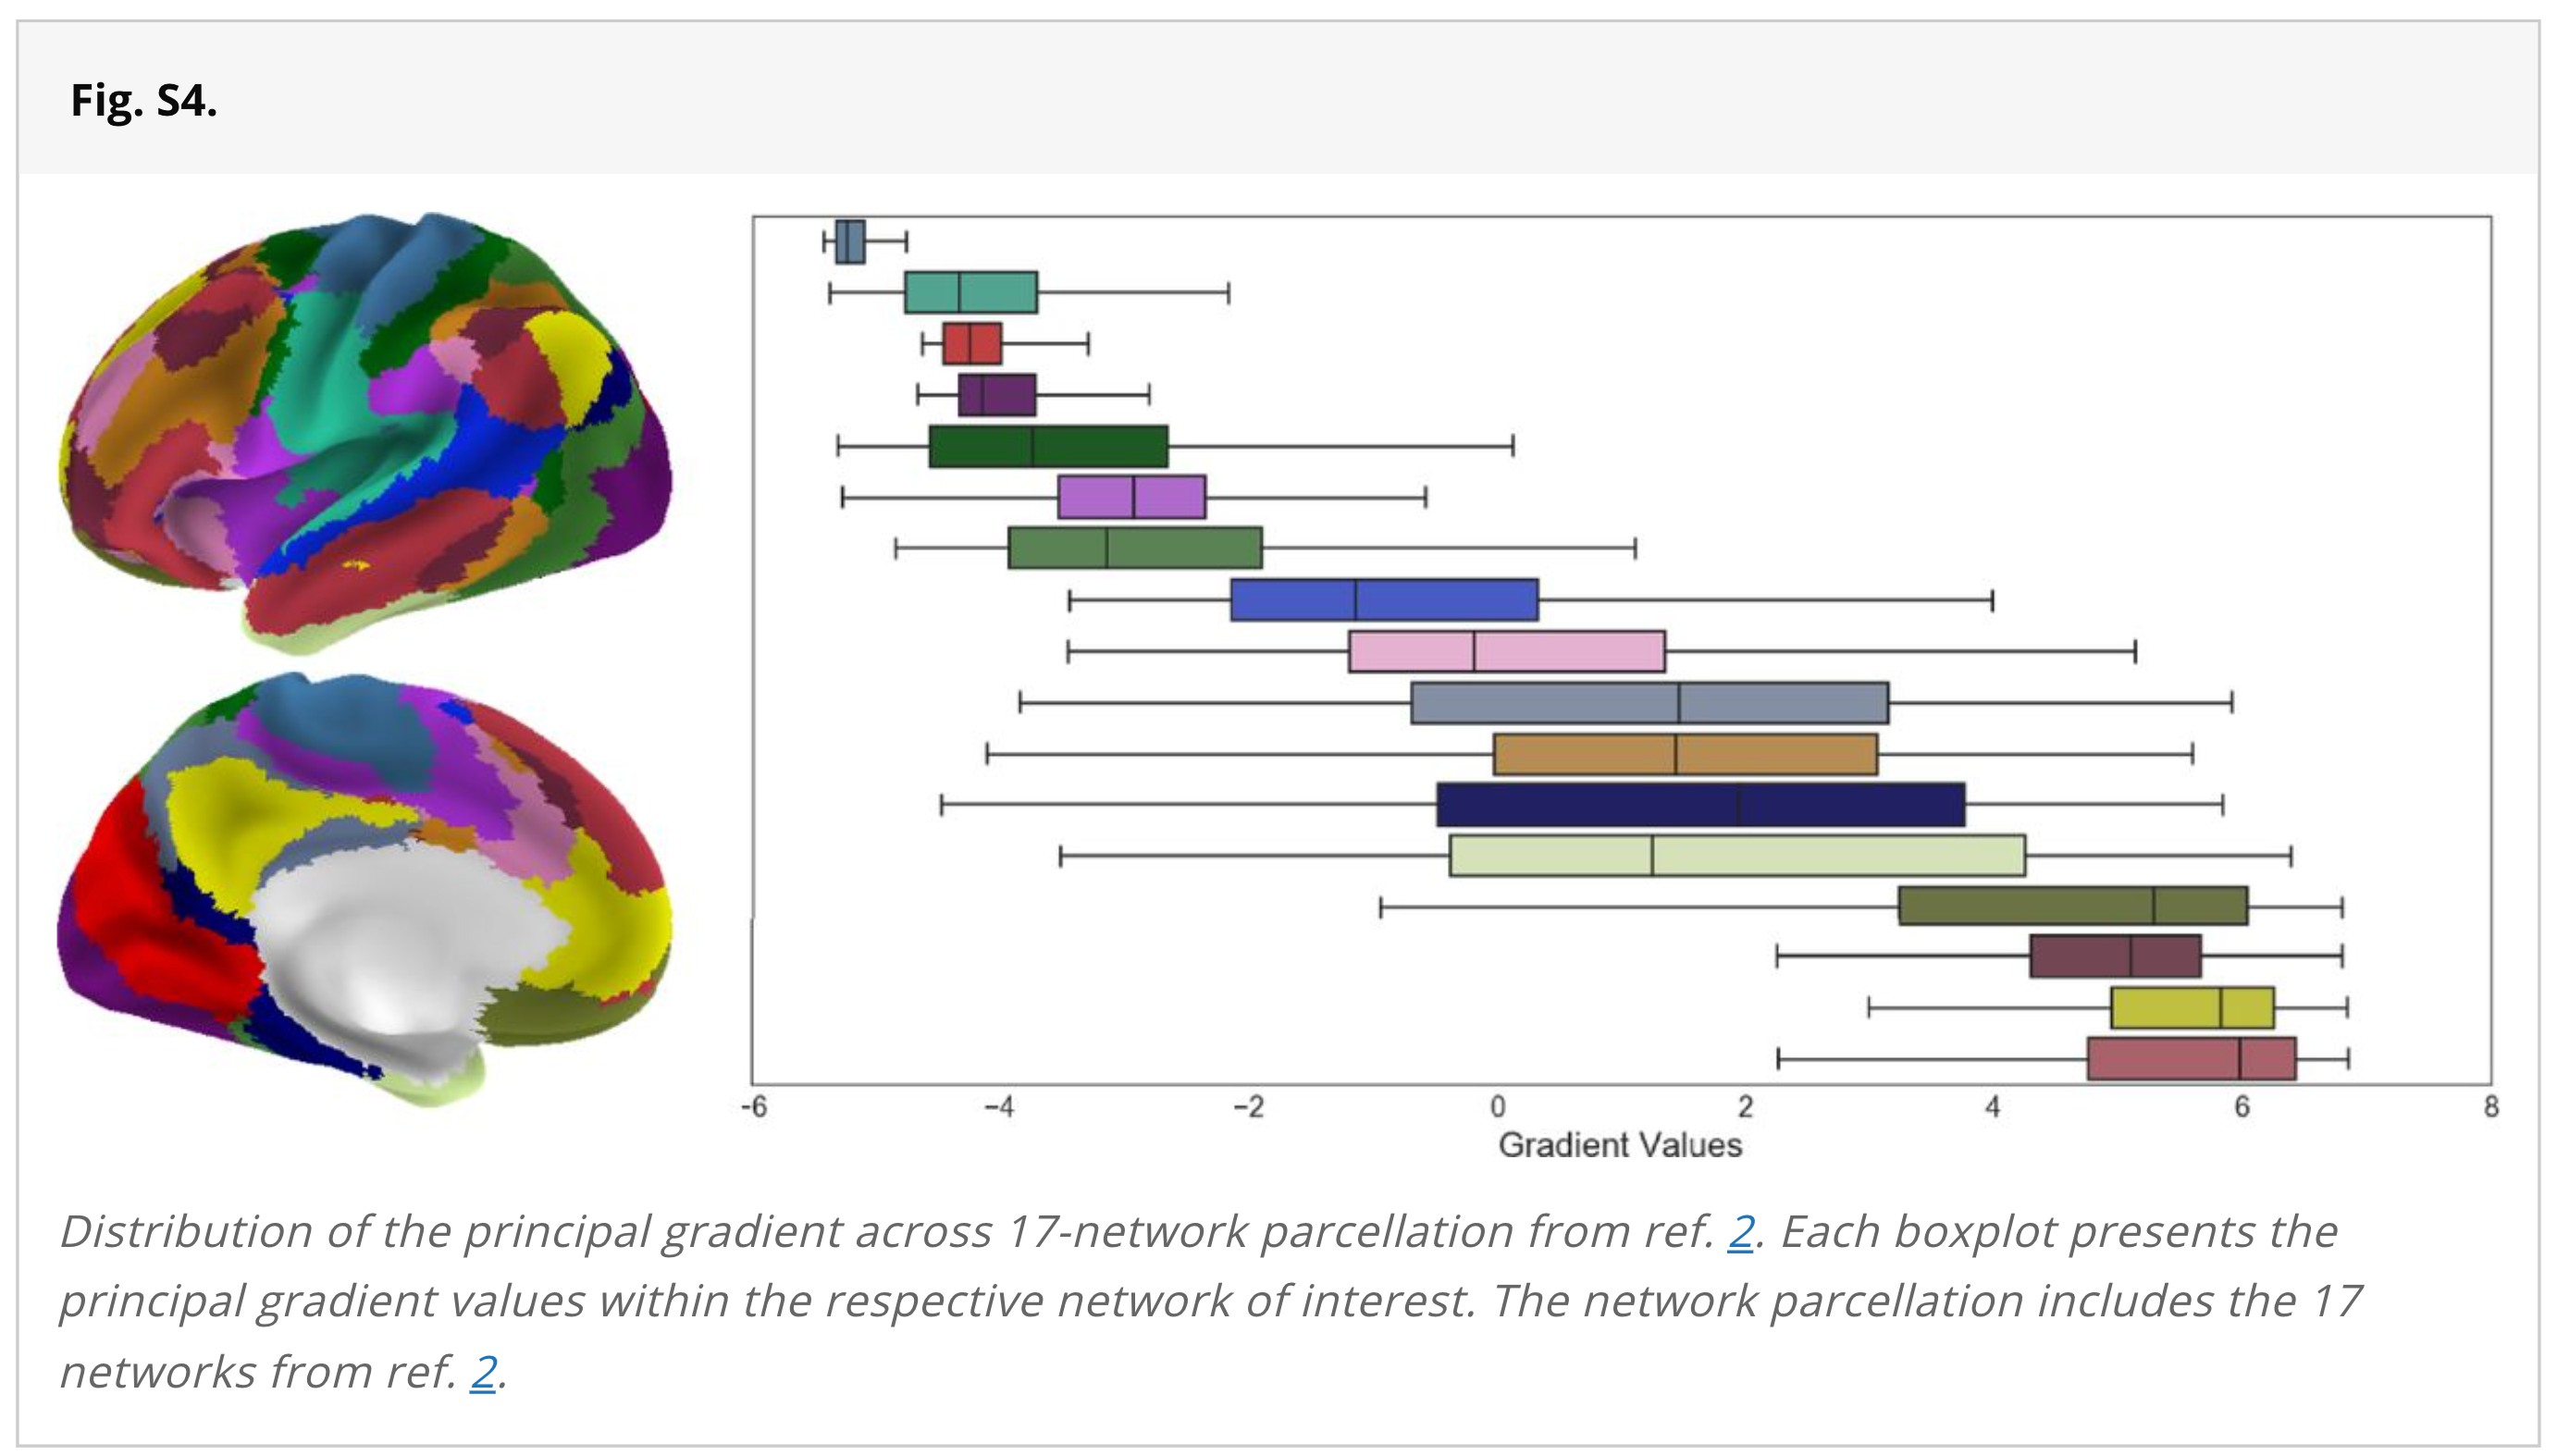 Fig. S4.
-6 −4 −2 0 2 4 6 8
Gradient Values
Distribution of the principal gradient across 17-network parcellation from ref. 2. Each boxplot presents the
principal gradient values within the respective network of interest. The network parcellation includes the 17
networks from ref. 2.